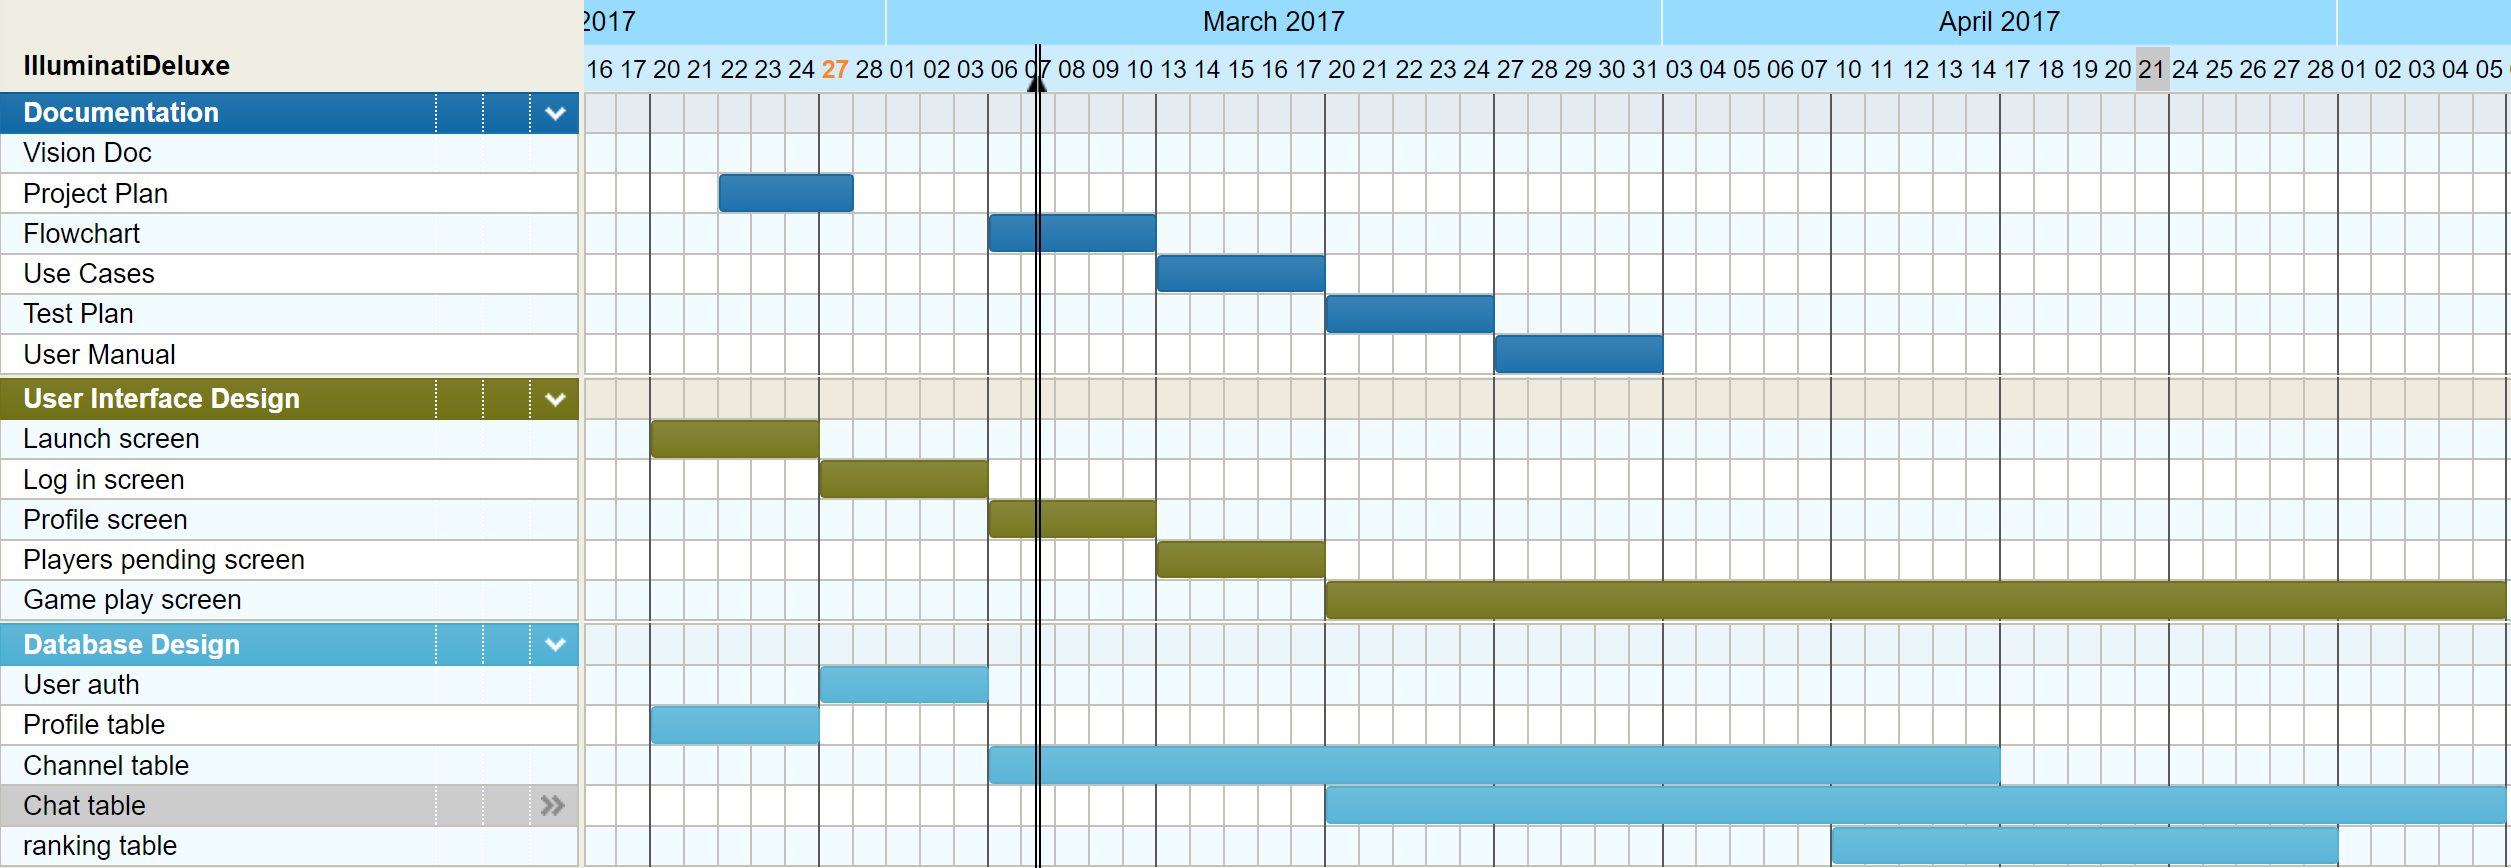 2017 March 2017 April 2017
IlluminatiDeluxe
16 17 20 21 22 23 24 27 28 01 02 03 06 07 08 09 10 13 14 15 16 17 20 21 22 23 24 27 28 29 30 31 03 04 05 06 07 10 11 12 13 14 17 18 19 20 21 24 25 26 27 28 01 02 03 04 05
Documentation
Vision Doc
Project Plan
Flowchart
Use Cases
Test Plan
User Manual
User Interface Design
Launch screen
Log in screen
Profile screen
Players pending screen
Game play screen
Database Design
User auth
Profile table
Channel table
Chat table
ranking table